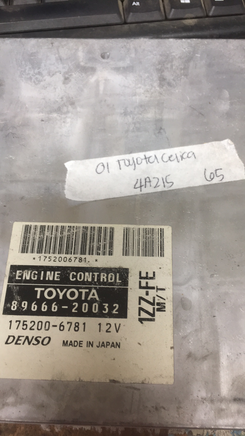 01 Toyota Celica
4A215 65
*1752006781*
ENGINE CONTROL
TOYOTA
89666-20032
175200-6781 12V
DENSO MADE IN JAPAN
1ZZ-FE
M/T